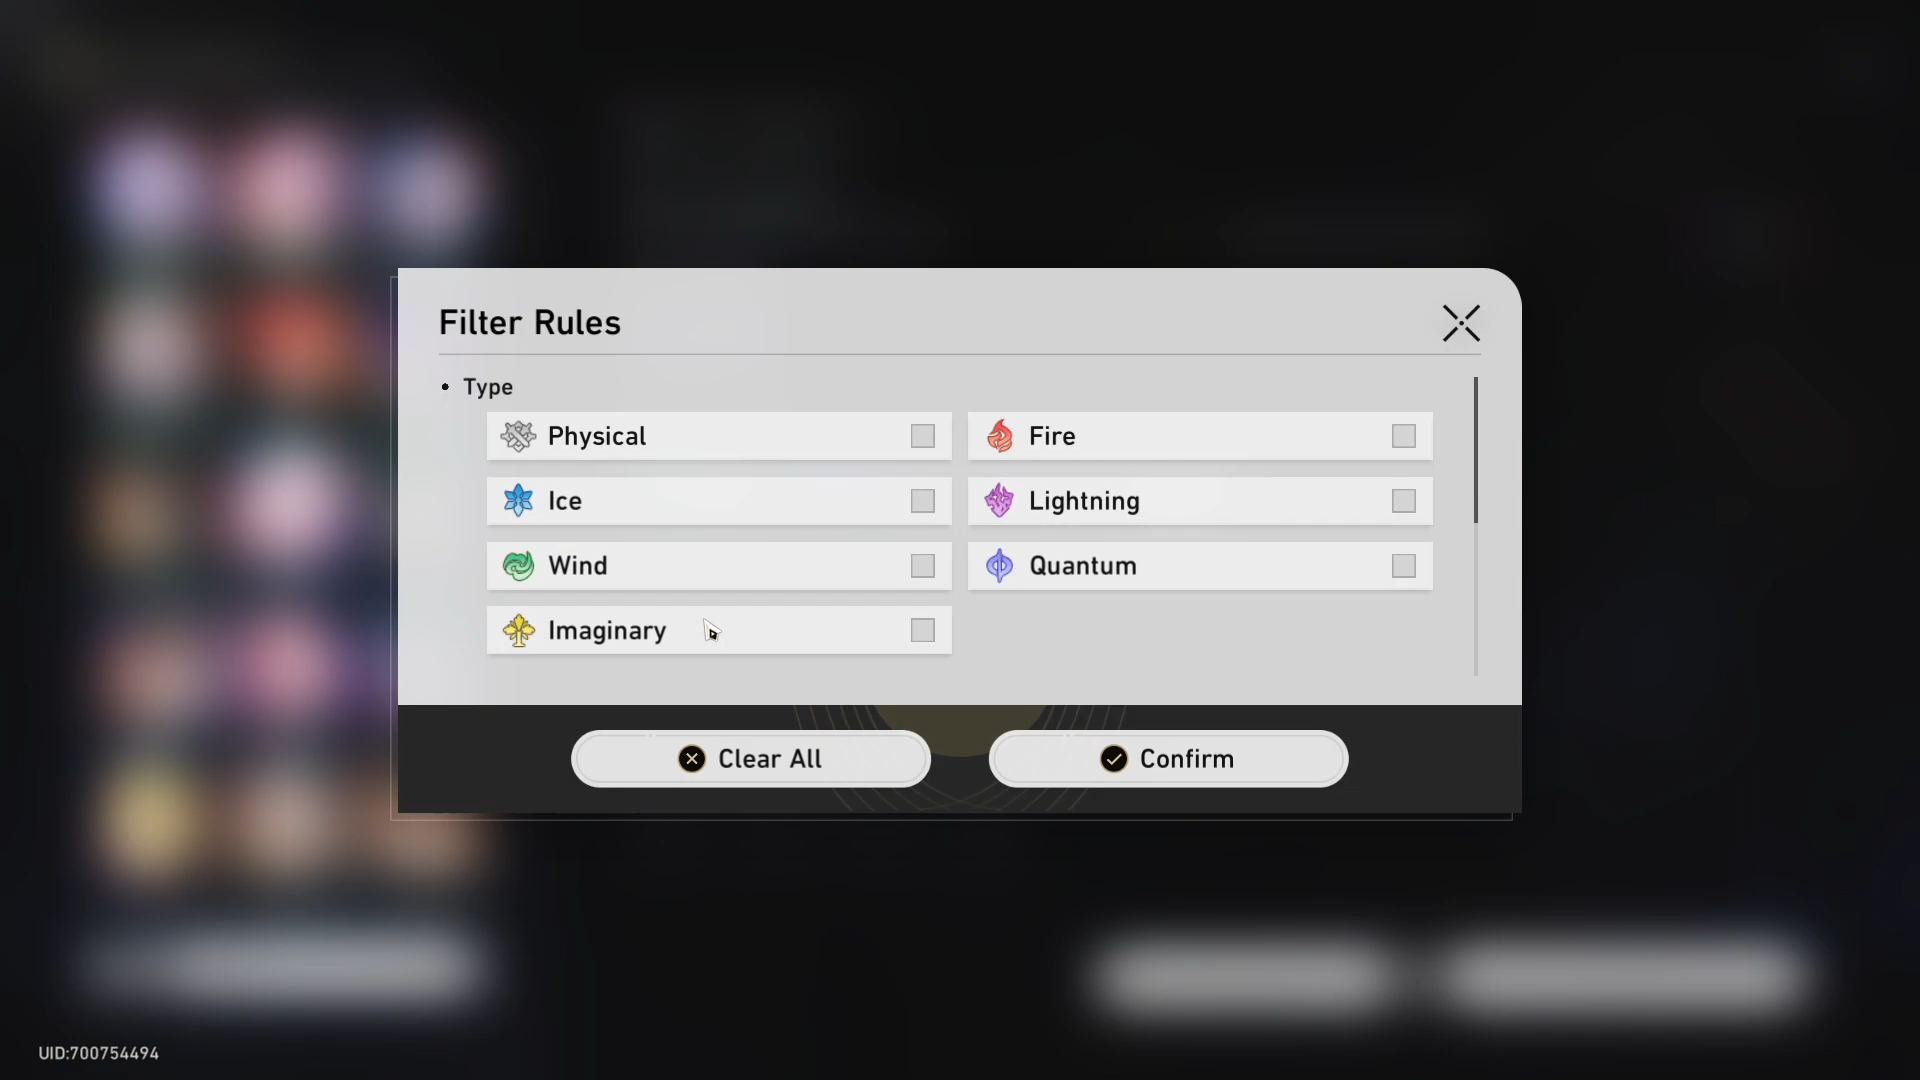 Filter Rules
• Type
Physical
Fire
Ice
Lightning
Wind
Quantum
Imaginary
Clear All
Confirm
UID:700754494